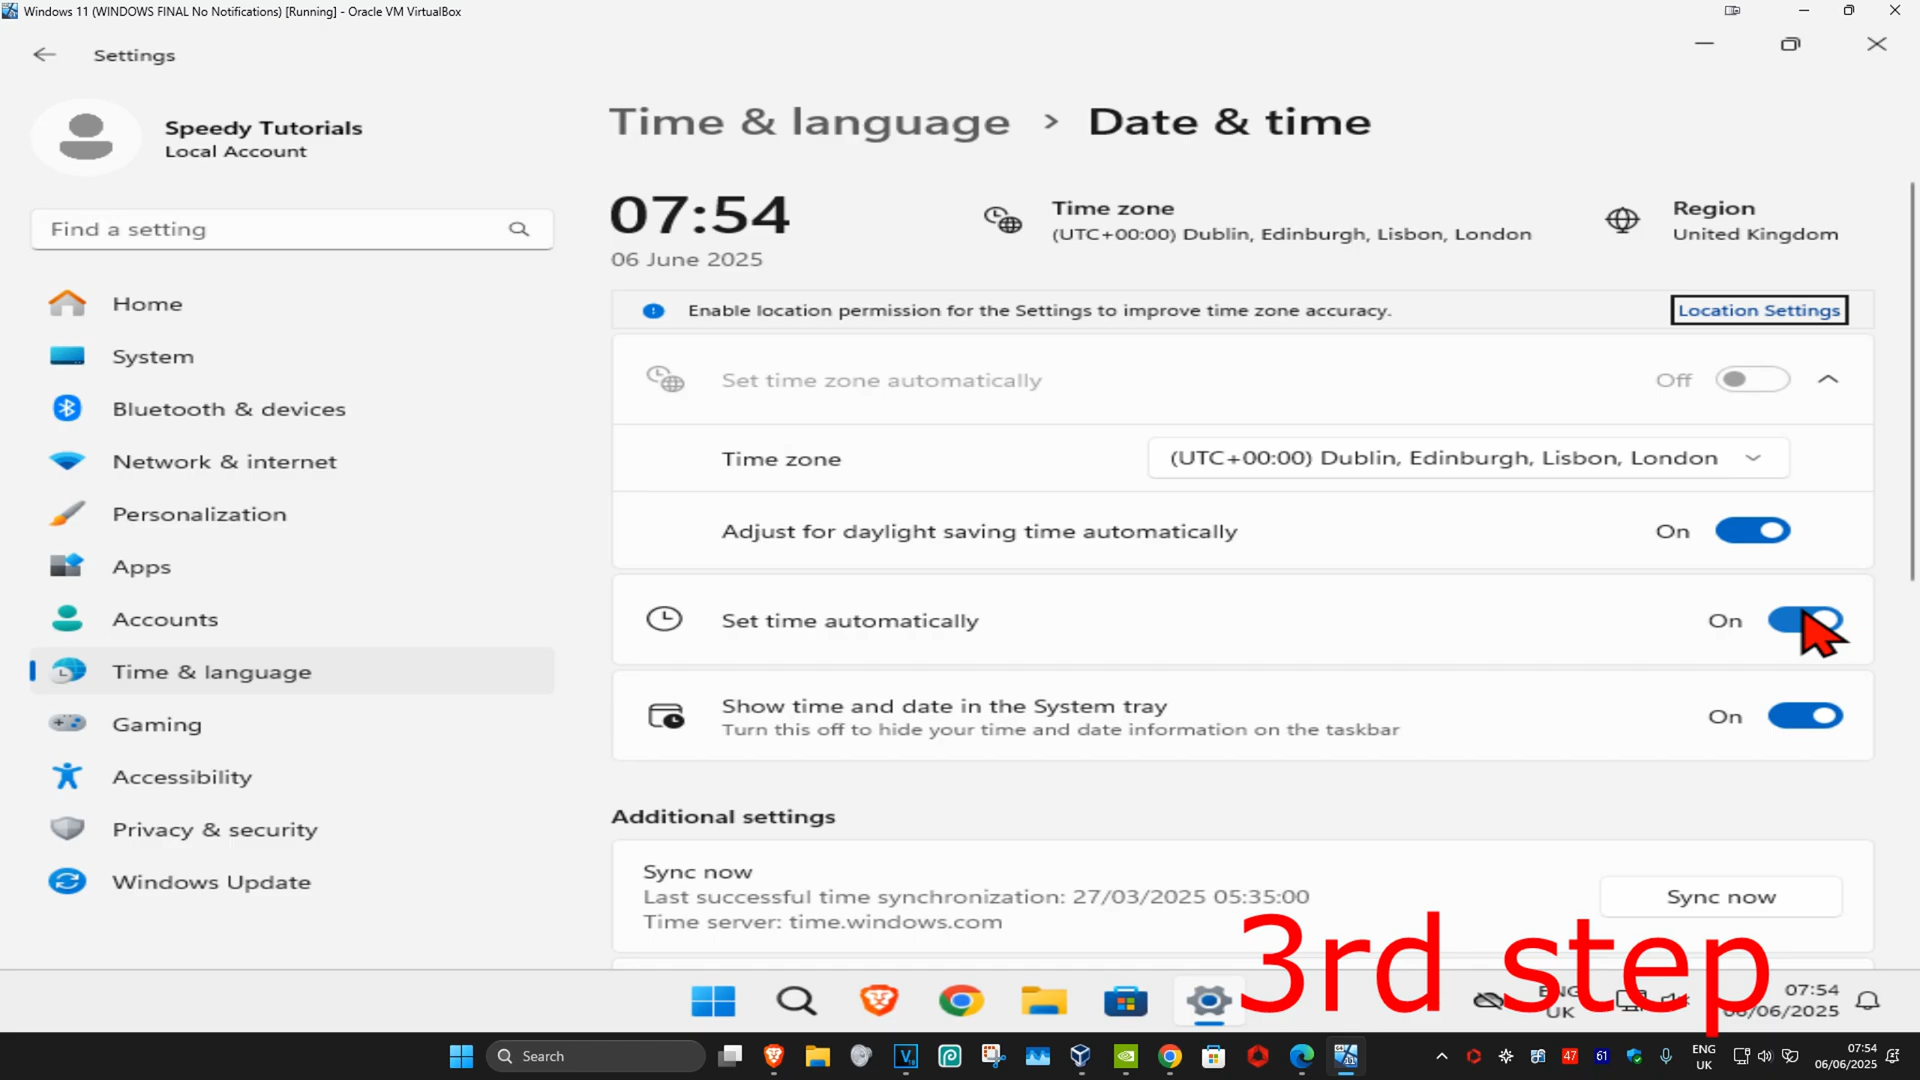 Windows 11 (WINDOWS FINAL No Notifications) [Running] - Oracle VM VirtualBox
Settings
Speedy Tutorials
Local Account
Find a setting
Home
System
Bluetooth & devices
Network & internet
Personalization
Apps
Accounts
Time & language
Gaming
Accessibility
Privacy & security
Windows Update
Time & language > Date & time
07:54
06 June 2025
Time zone
(UTC+00:00) Dublin, Edinburgh, Lisbon, London
Region
United Kingdom
Enable location permission for the Settings to improve time zone accuracy.
Location Settings
Set time zone automatically
Off
Time zone
(UTC+00:00) Dublin, Edinburgh, Lisbon, London
Adjust for daylight saving time automatically
On
Set time automatically
On
Show time and date in the System tray
Turn this off to hide your time and date information on the taskbar
On
Additional settings
Sync now
Last successful time synchronization: 27/03/2025 05:35:00
Time server: time.windows.com
Sync now
3rd step
ENG
UK
07:54
06/06/2025
Search
47
61
ENG
UK
07:54
06/06/2025